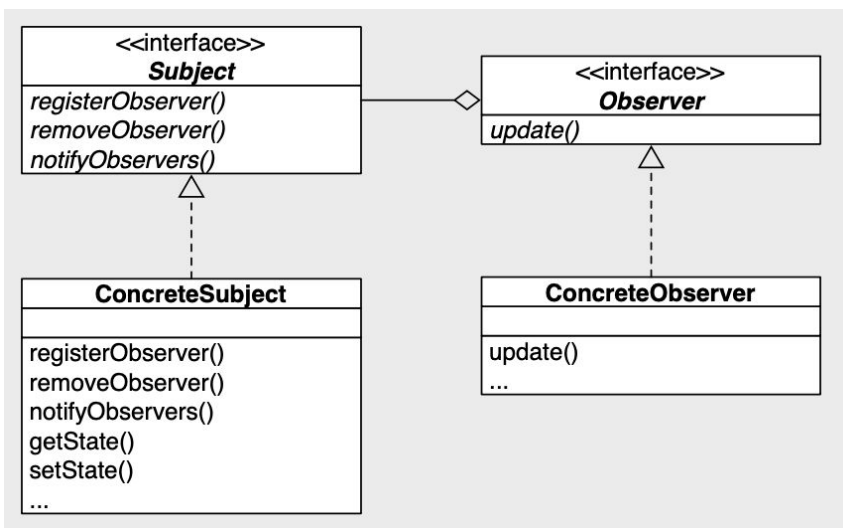 <<interface>>
Subject
registerObserver()
removeObserver()
notifyObservers()
<<interface>>
Observer
update()
ConcreteSubject
registerObserver()
removeObserver()
notifyObservers()
getState()
setState()
...
ConcreteObserver
update()
...